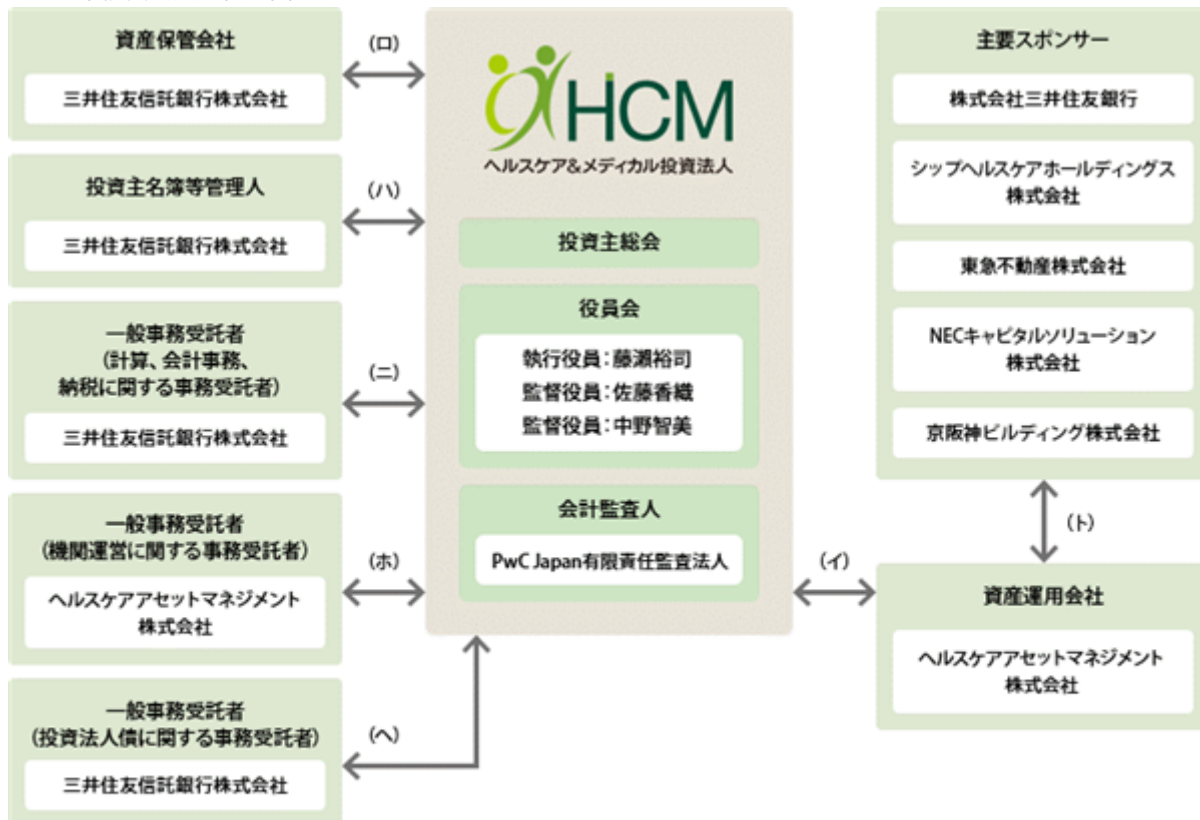 資産保管会社
三井住友信託銀行株式会社
(ロ)
投資主名簿等管理人
三井住友信託銀行株式会社
(ハ)
一般事務受託者
(計算、会計事務、
納税に関する事務受託者)
三井住友信託銀行株式会社
(ニ)
一般事務受託者
(機関運営に関する事務受託者)
ヘルスケアアセットマネジメント
株式会社
(ホ)
一般事務受託者
(投資法人債に関する事務受託者)
三井住友信託銀行株式会社
(ヘ)
HCM
ヘルスケア&メディカル投資法人
投資主総会
役員会
執行役員:藤瀬裕司
監督役員:佐藤香織
監督役員:中野智美
会計監査人
PwC Japan有限責任監査法人
(イ)
主要スポンサー
株式会社三井住友銀行
シップヘルスケアホールディングス
株式会社
東急不動産株式会社
NECキャピタルソリューション
株式会社
京阪神ビルディング株式会社
(ト)
資産運用会社
ヘルスケアアセットマネジメント
株式会社